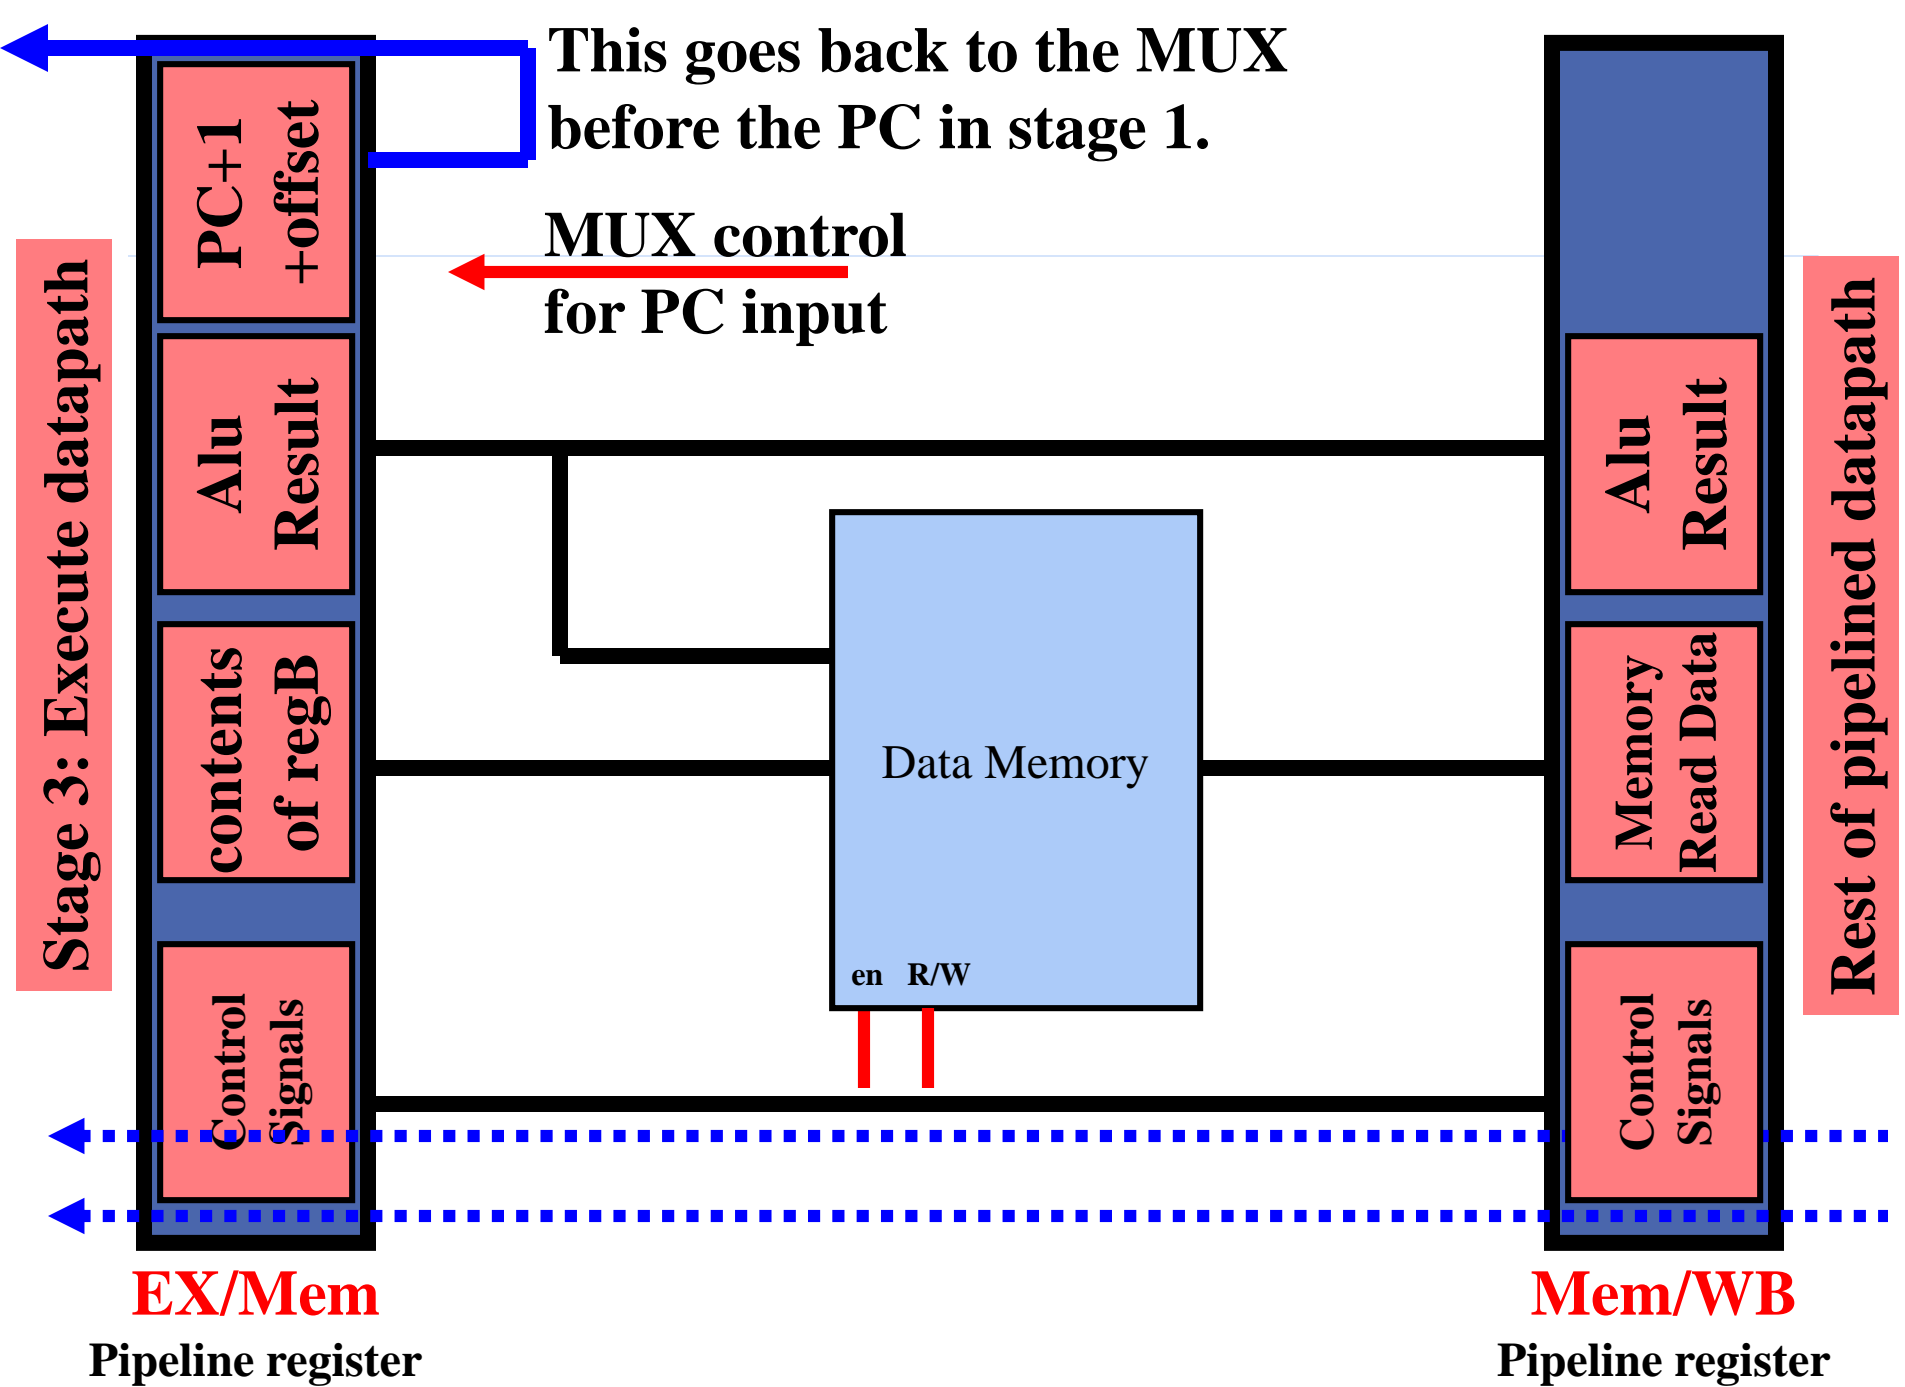 This goes back to the MUX
before the PC in stage 1.
MUX control
for PC input
Stage 3: Execute datapath
PC+1
+offset
Alu
Result
contents
of regB
Control
Signals
Data Memory
en R/W
Alu
Result
Memory
Read Data
Control
Signals
Rest of pipelined datapath
EX/Mem
Pipeline register
Mem/WB
Pipeline register